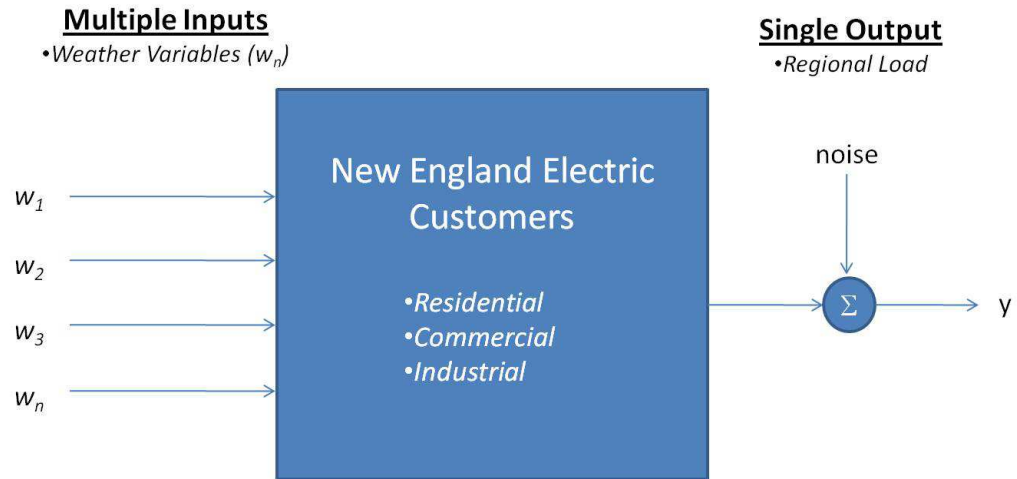 Multiple Inputs
•Weather Variables (wn)
Single Output
•Regional Load
New England Electric
Customers
•Residential
•Commercial
•Industrial
w1
w2
w3
wn
noise
Σ
y